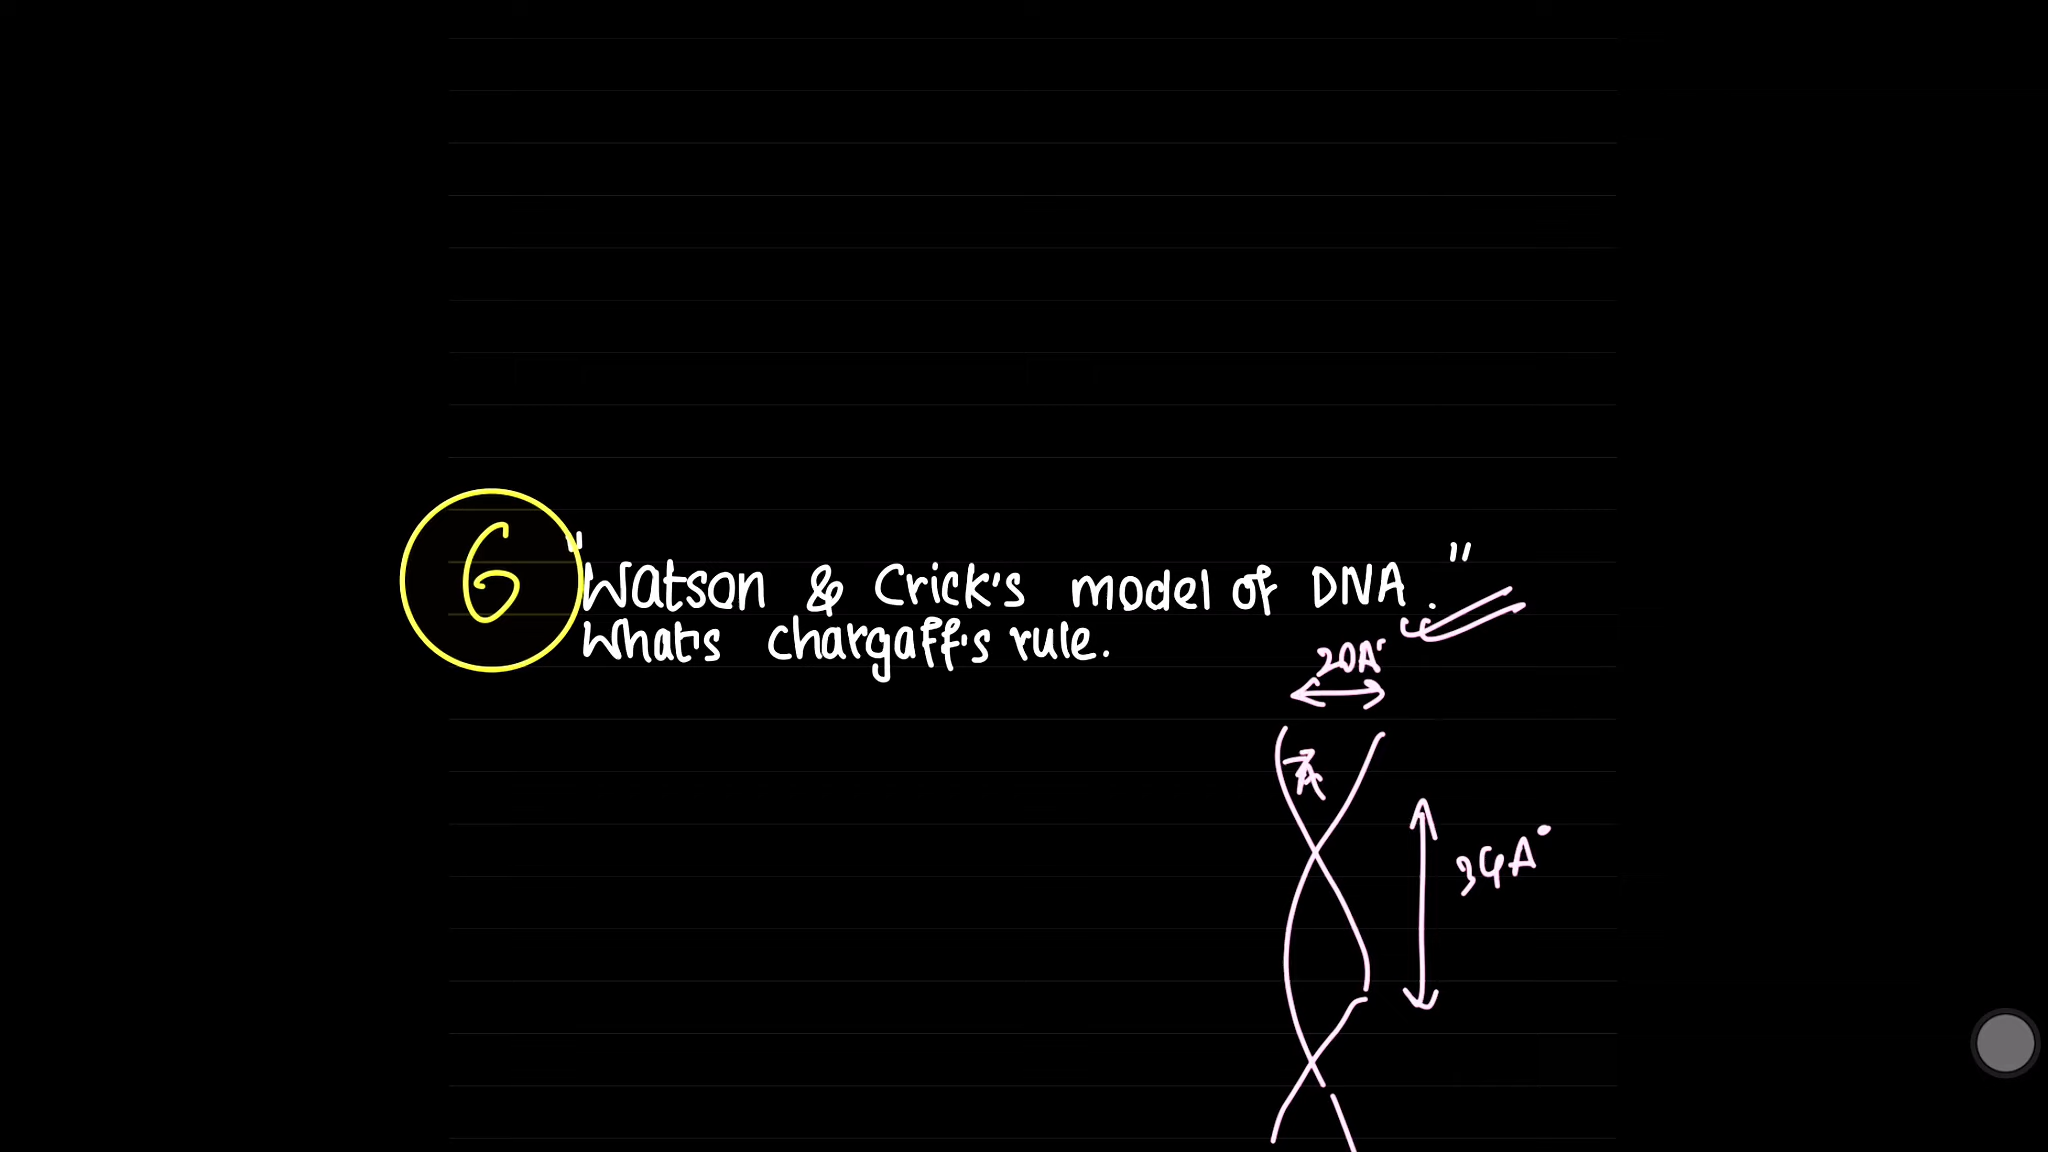 6
"Watson & Crick's model of DNA."
What's chargaff's rule.
20A°
A
34A°